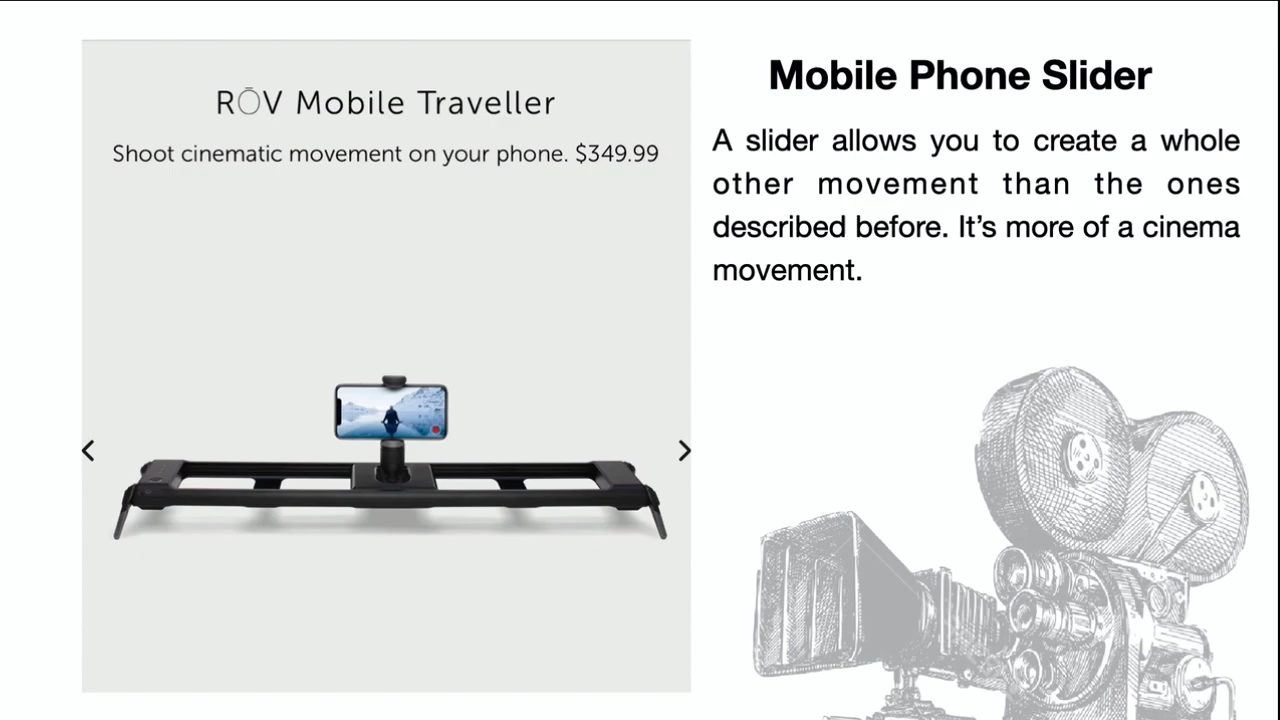 RŌV Mobile Traveller
Shoot cinematic movement on your phone. $349.99
Mobile Phone Slider
A slider allows you to create a whole
other movement than the ones
described before. It’s more of a cinema
movement.